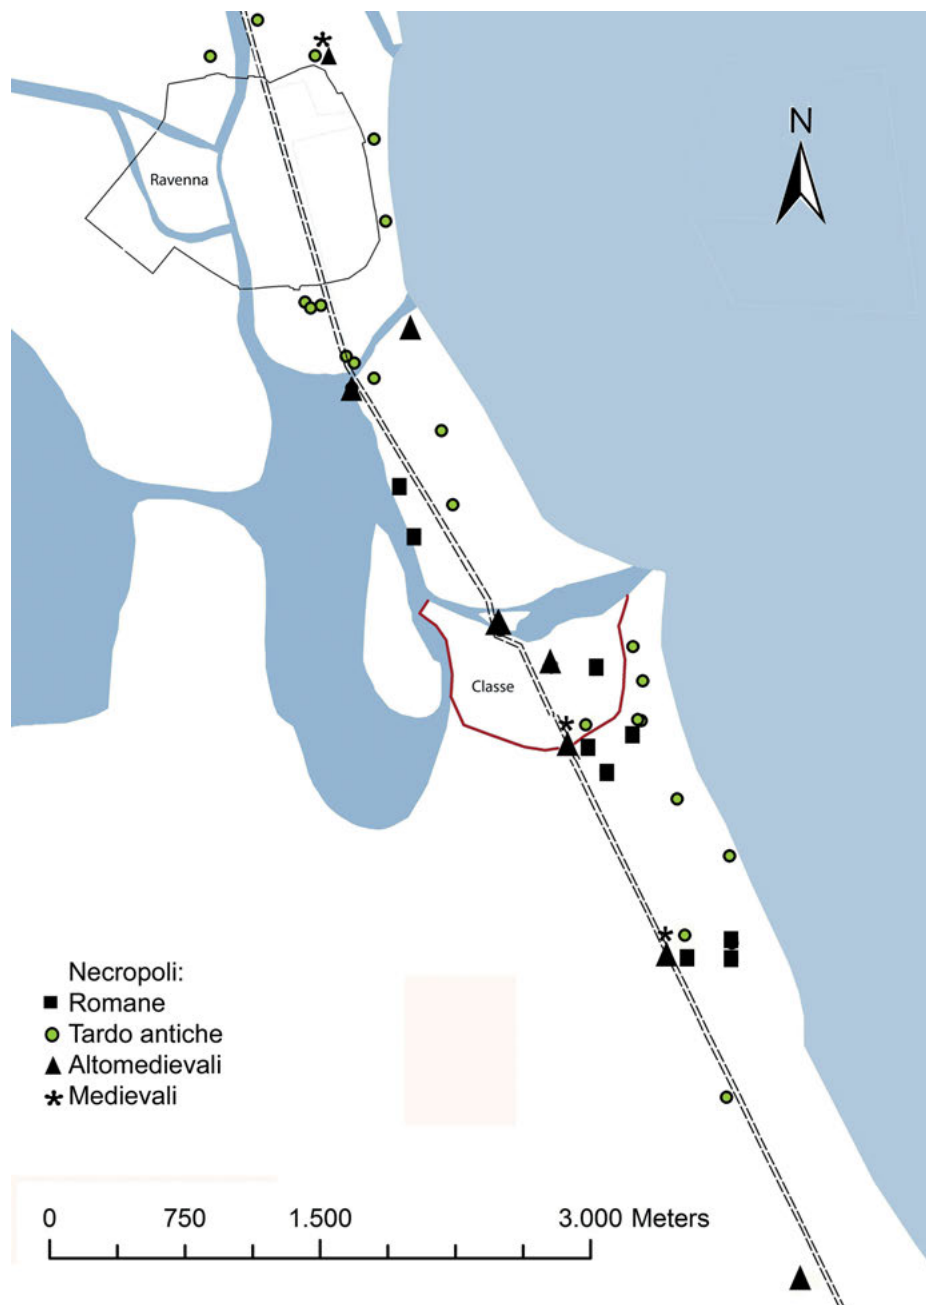 N
Ravenna
Classe
Necropoli:
Romane
Tardo antiche
Altomedievali
Medievali
0 750 1.500 3.000 Meters